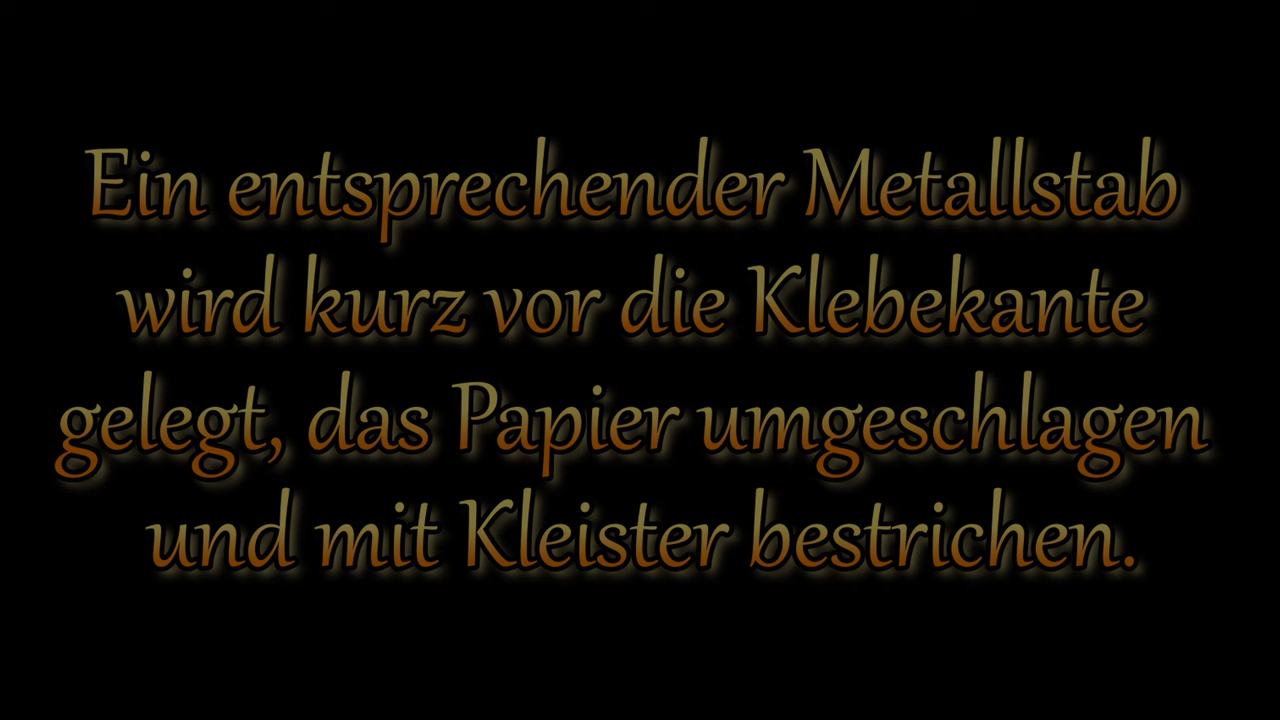 Ein entsprechender Metallstab
wird kurz vor die Klebekante
gelegt, das Papier umgeschlagen
und mit Kleister bestrichen.